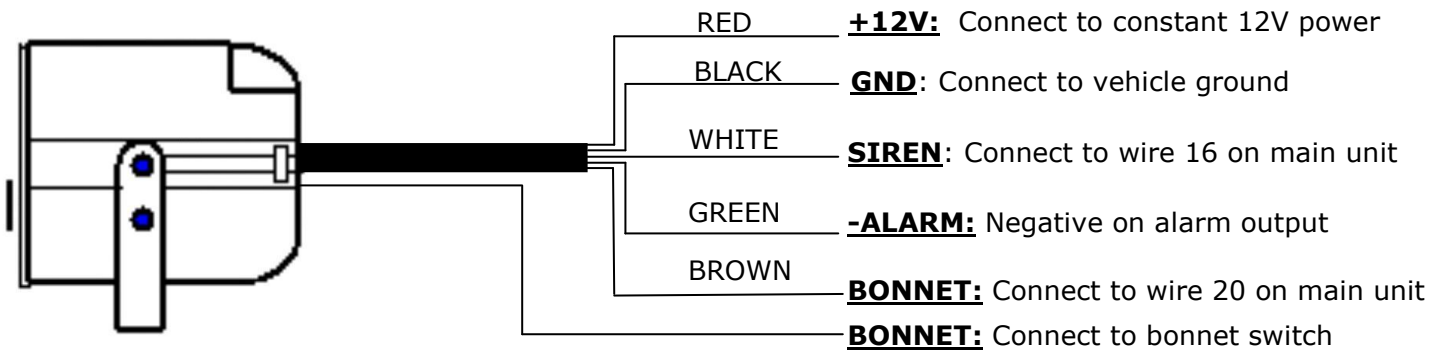 RED +12V: Connect to constant 12V power
BLACK GND: Connect to vehicle ground
WHITE SIREN: Connect to wire 16 on main unit
GREEN -ALARM: Negative on alarm output
BROWN BONNET: Connect to wire 20 on main unit
BONNET: Connect to bonnet switch